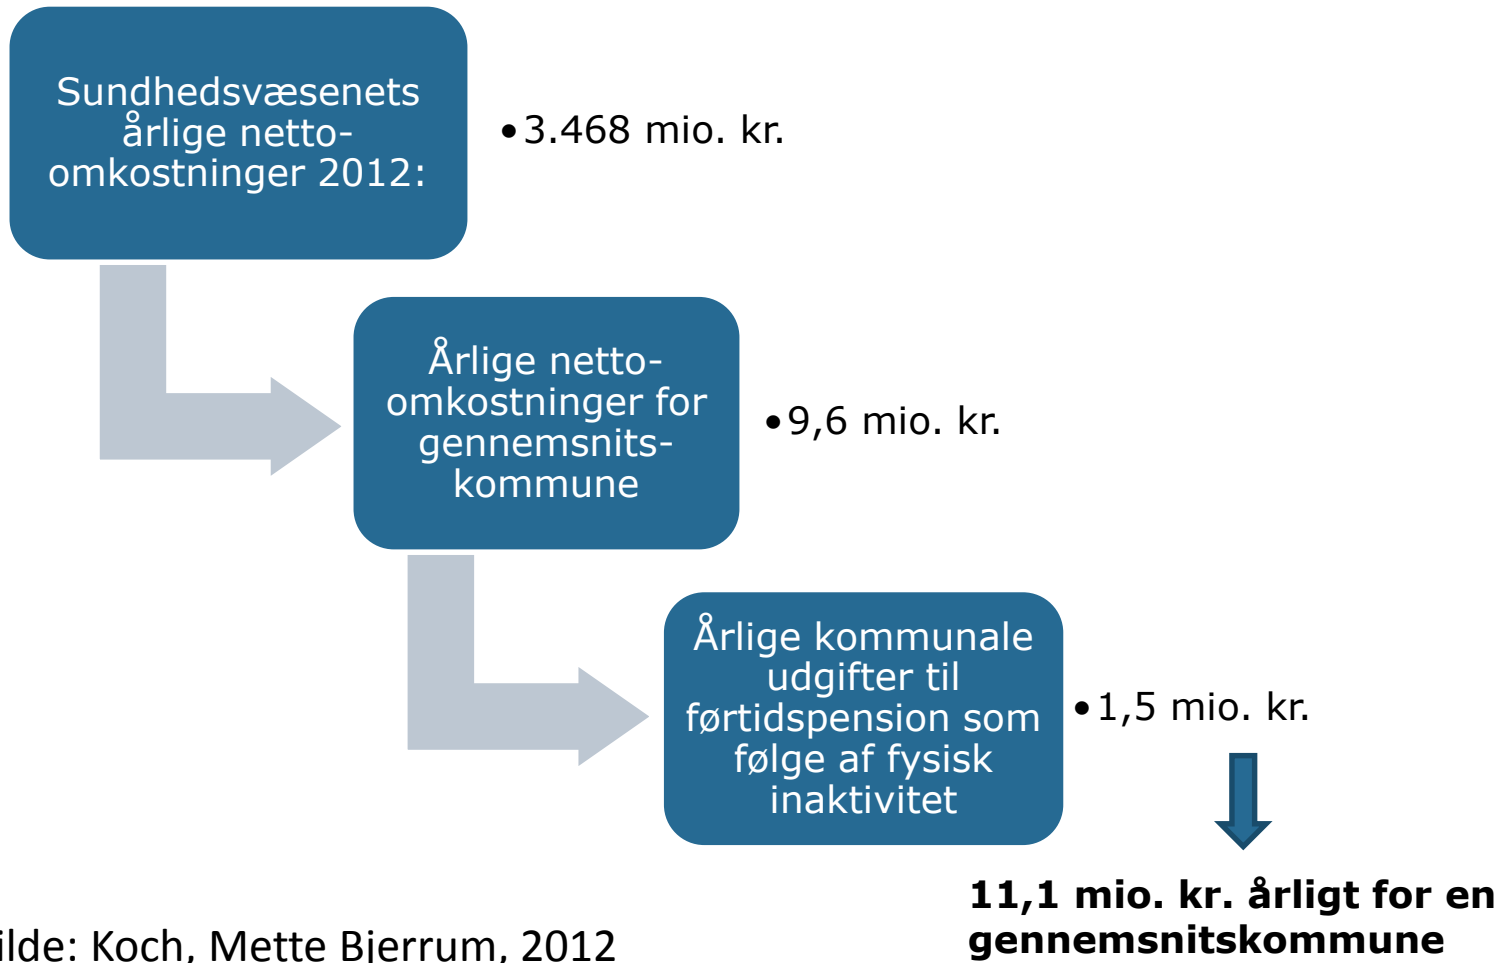 Sundhedsvæsenets
årlige netto-
omkostninger 2012:
•3.468 mio. kr.
Årlige netto-
omkostninger for
gennemsnits-
kommune
•9,6 mio. kr.
Årlige kommunale
udgifter til
førtidspension som
følge af fysisk
inaktivitet
•1,5 mio. kr.
11,1 mio. kr. årligt for en
gennemsnitskommune
ilde: Koch, Mette Bjerrum, 2012